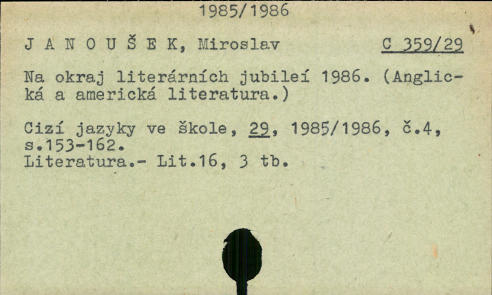 1985/1986
J A N O U Š E K, Miroslav C 359/29
Na okraj literárních jubileí 1986. (Anglic-
ká a americká literatura.)
Cizí jazyky ve škole, 29, 1985/1986, č.4,
s.153-162.
Literatura.- Lit.16, 3 tb.